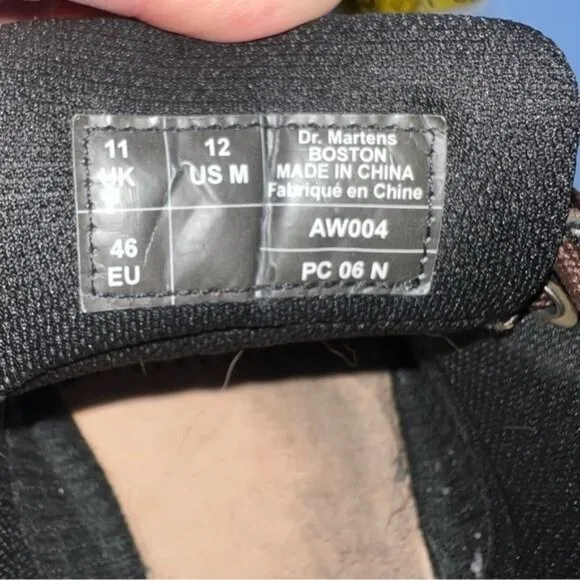 11
UK
12
US M
Dr. Martens
BOSTON
MADE IN CHINA
Fabriqué en Chine
46
EU
AW004
PC 06 N